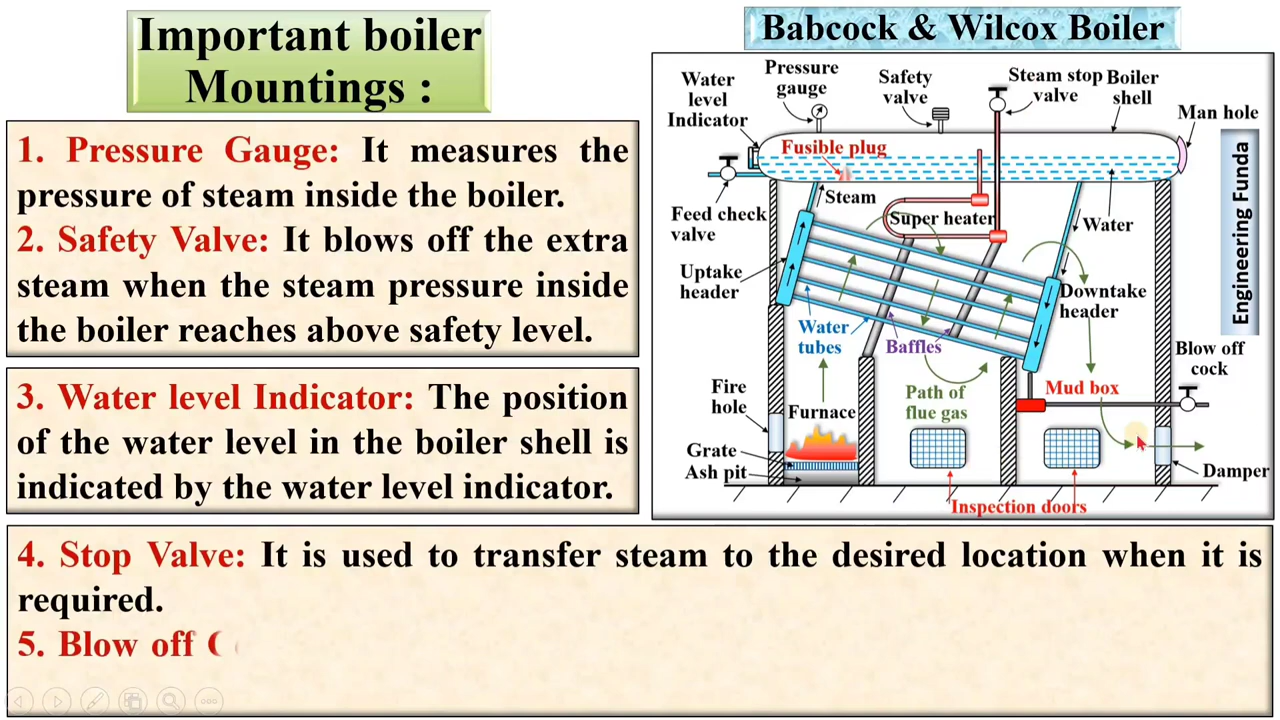 Important boiler
Mountings :
1. Pressure Gauge: It measures the
pressure of steam inside the boiler.
2. Safety Valve: It blows off the extra
steam when the steam pressure inside
the boiler reaches above safety level.
3. Water level Indicator: The position
of the water level in the boiler shell is
indicated by the water level indicator.
4. Stop Valve: It is used to transfer steam to the desired location when it is
required.
5. Blow off
Babcock & Wilcox Boiler
Water
level
Indicator
Pressure
gauge
Safety
valve
Steam stop
valve
Boiler
shell
Man hole
Fusible plug
Steam
Super heater
Water
Feed check
valve
Uptake
header
Downtake
header
Water
tubes
Baffles
Blow off
cock
Mud box
Path of
flue gas
Fire
hole
Furnace
Grate
Ash pit
Damper
Inspection doors
Engineering Funda